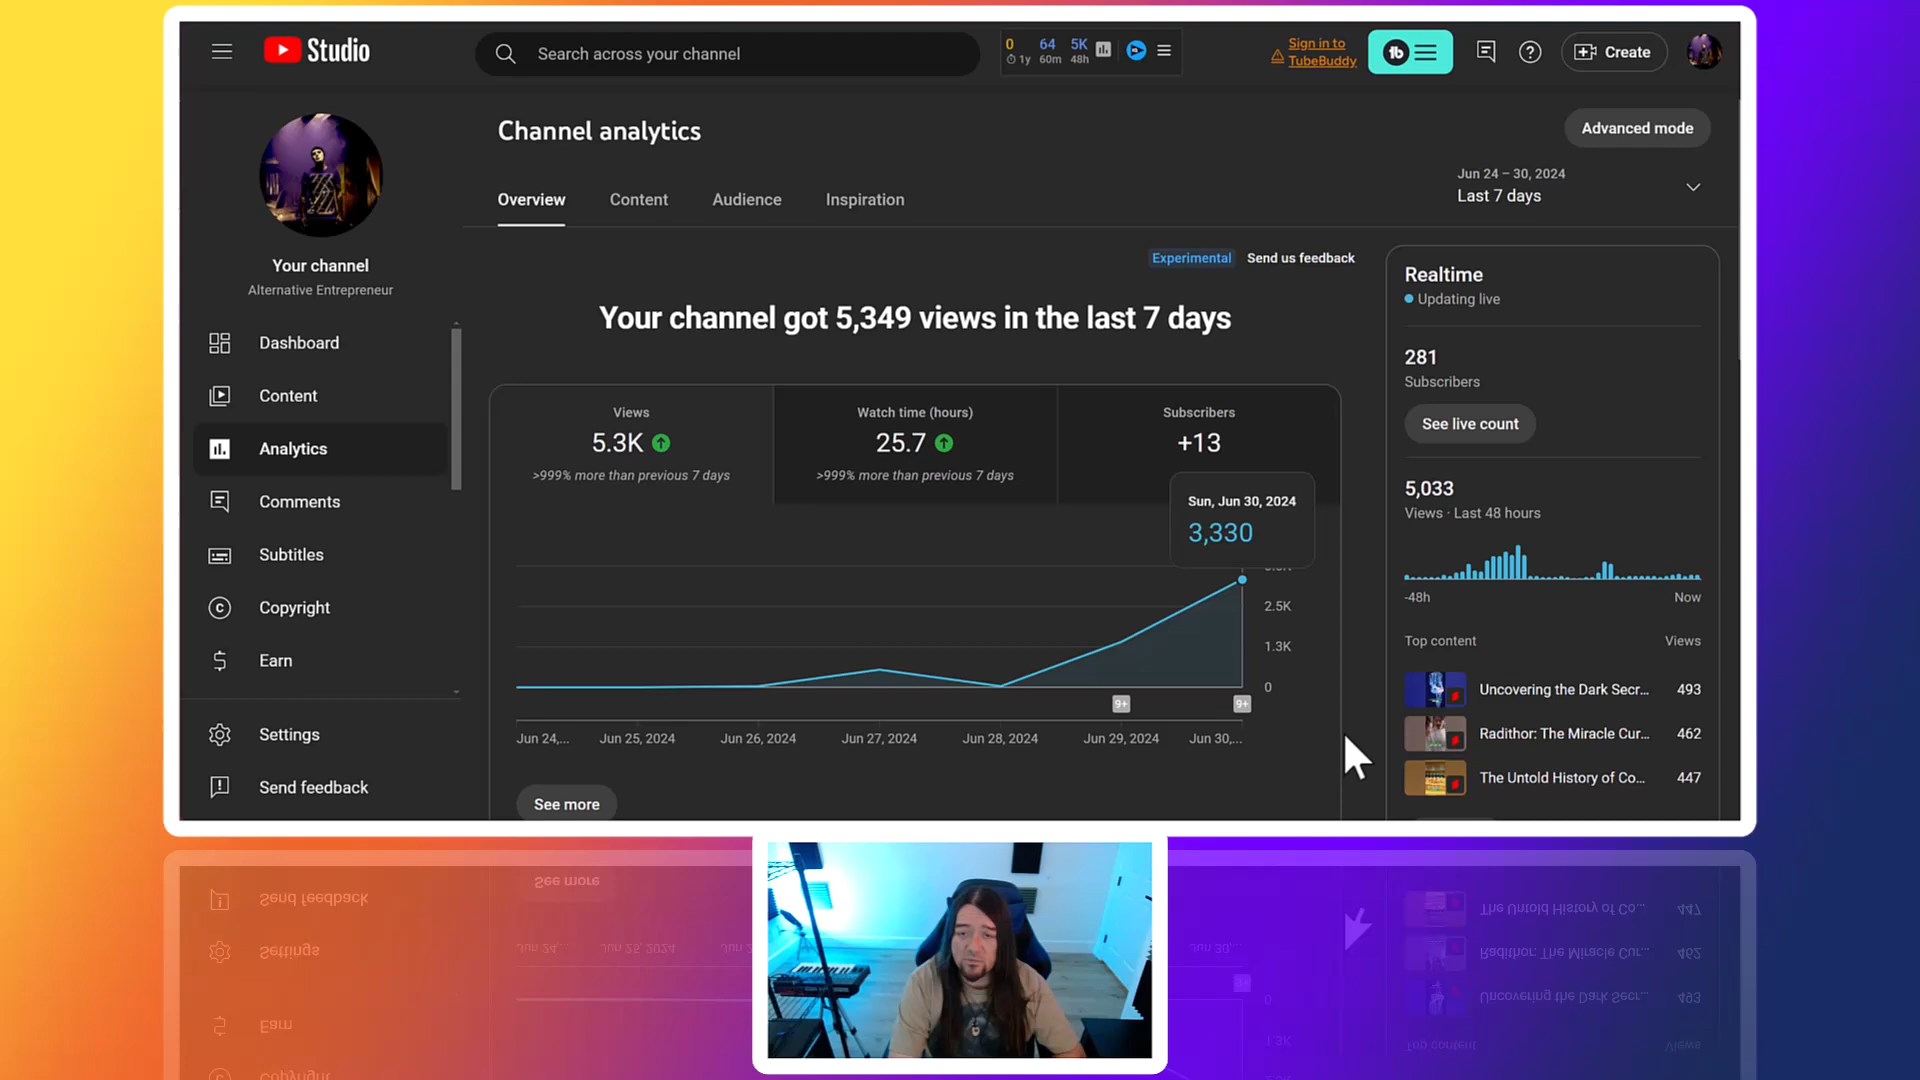 Studio
Search across your channel
0 64 5K
1y 60m 48h
Sign in to
TubeBuddy
tb
Create
Channel analytics
Advanced mode
Jun 24 – 30, 2024
Last 7 days
Overview Content Audience Inspiration
Your channel
Alternative Entrepreneur
Dashboard
Content
Analytics
Comments
Subtitles
Copyright
Earn
Settings
Send feedback
Experimental Send us feedback
Your channel got 5,349 views in the last 7 days
Views
5.3K
>999% more than previous 7 days
Watch time (hours)
25.7
>999% more than previous 7 days
Subscribers
+13
Sun, Jun 30, 2024
3,330
2.5K
1.3K
0
9+ 9+
Jun 24,... Jun 25, 2024 Jun 26, 2024 Jun 27, 2024 Jun 28, 2024 Jun 29, 2024 Jun 30,...
See more
Realtime
Updating live
281
Subscribers
See live count
5,033
Views · Last 48 hours
-48h Now
Top content Views
Uncovering the Dark Secr... 493
Radithor: The Miracle Cur... 462
The Untold History of Co... 447